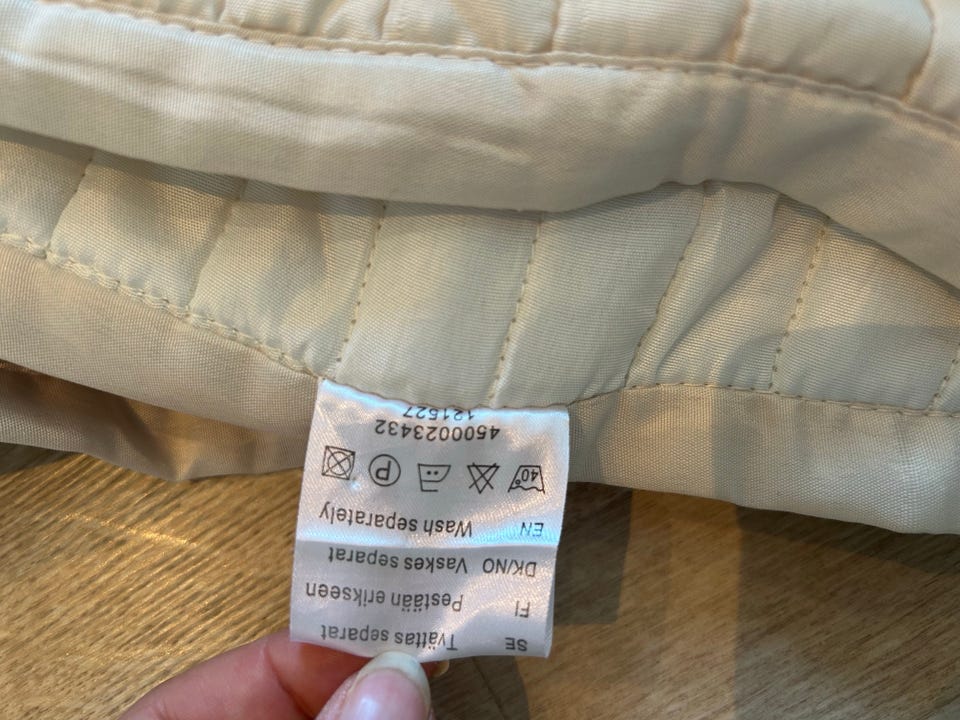 SE Tvättas separat
FI Pestään erikseen
DK/NO Vaskes separat
EN Wash separately
40° P
4500023432
121527